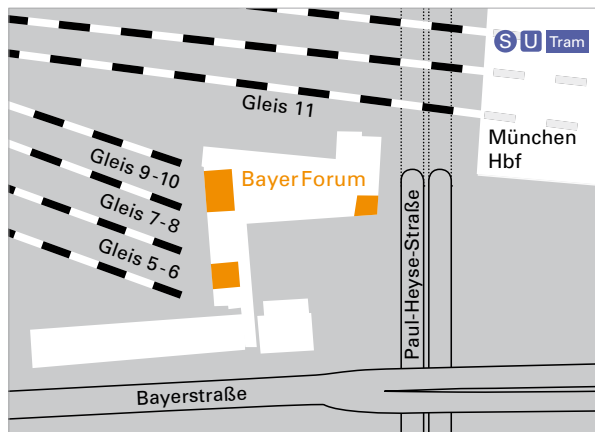 S U Tram
Gleis 11
München
Hbf
Gleis 9-10
BayerForum
Gleis 7-8
Gleis 5-6
Paul-Heyse-Straße
Bayerstraße